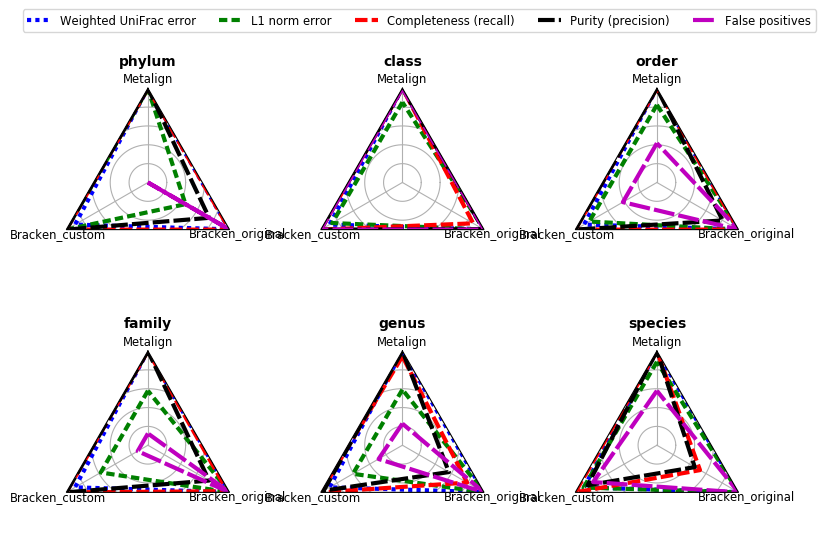 Weighted UniFrac error L1 norm error Completeness (recall) Purity (precision) False positives
phylum class order
Metalign Metalign Metalign
Bracken_custom Bracken_original Bracken_custom Bracken_original Bracken_custom Bracken_original
family genus species
Metalign Metalign Metalign
Bracken_custom Bracken_original Bracken_custom Bracken_original Bracken_custom Bracken_original